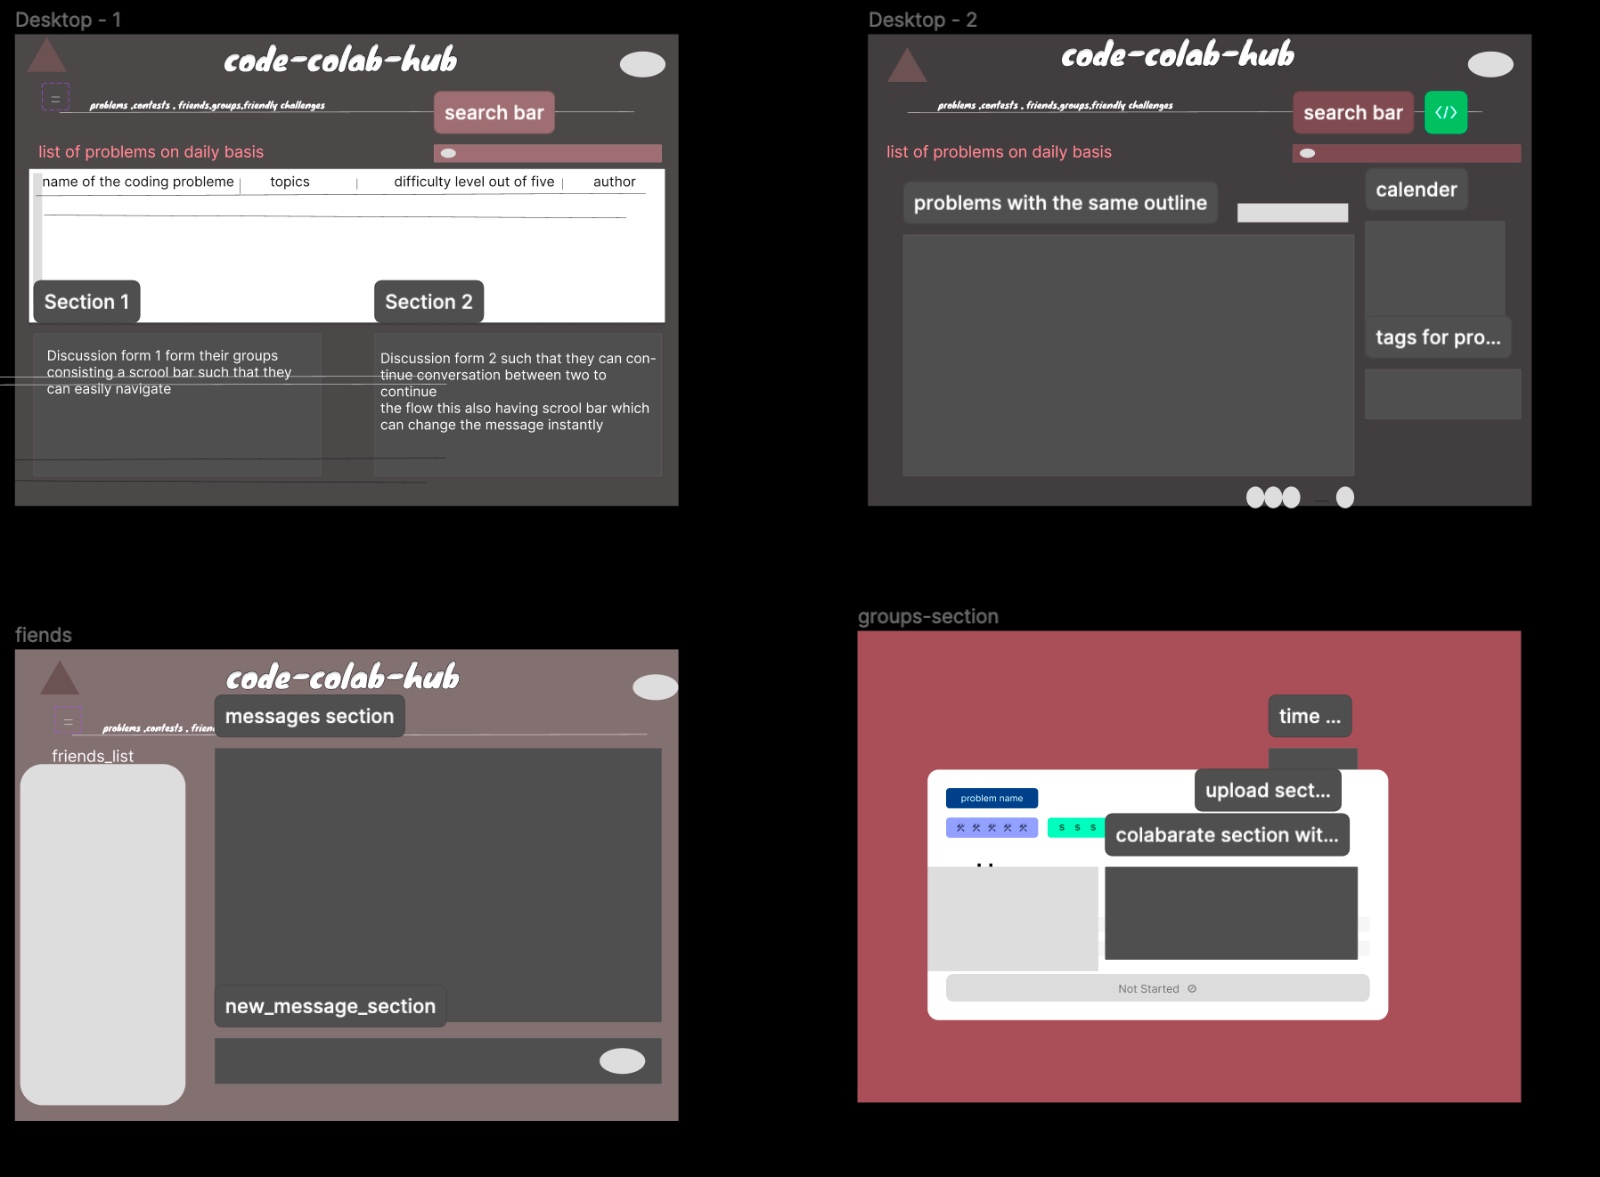 Desktop - 1
code-colab-hub
problems ,contests , friends,groups,friendly challenges
search bar
list of problems on daily basis
name of the coding probleme | topics | difficulty level out of five | author
Section 1
Section 2
Discussion form 1 form their groups
consisting a scrool bar such that they
can easily navigate
Discussion form 2 such that they can con-
tinue conversation between two to
continue
the flow this also having scrool bar which
can change the message instantly
Desktop - 2
code-colab-hub
problems ,contests , friends,groups,friendly challenges
search bar
</>
list of problems on daily basis
problems with the same outline
calender
tags for pro...
fiends
code-colab-hub
messages section
problems ,contests , frien
friends_list
new_message_section
groups-section
time ...
problem name
upload sect...
$ $ $
colabarate section wit...
Not Started